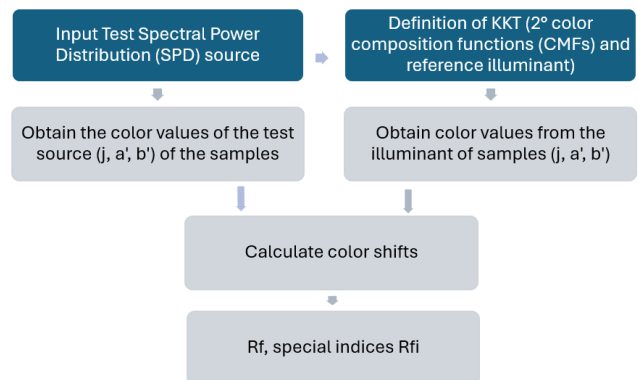 Input Test Spectral Power
Distribution (SPD) source
Definition of KKT (2° color
composition functions (CMFs) and
reference illuminant)
Obtain the color values of the test
source (j, a', b') of the samples
Obtain color values from the
illuminant of samples (j, a', b')
Calculate color shifts
Rf, special indices Rfi